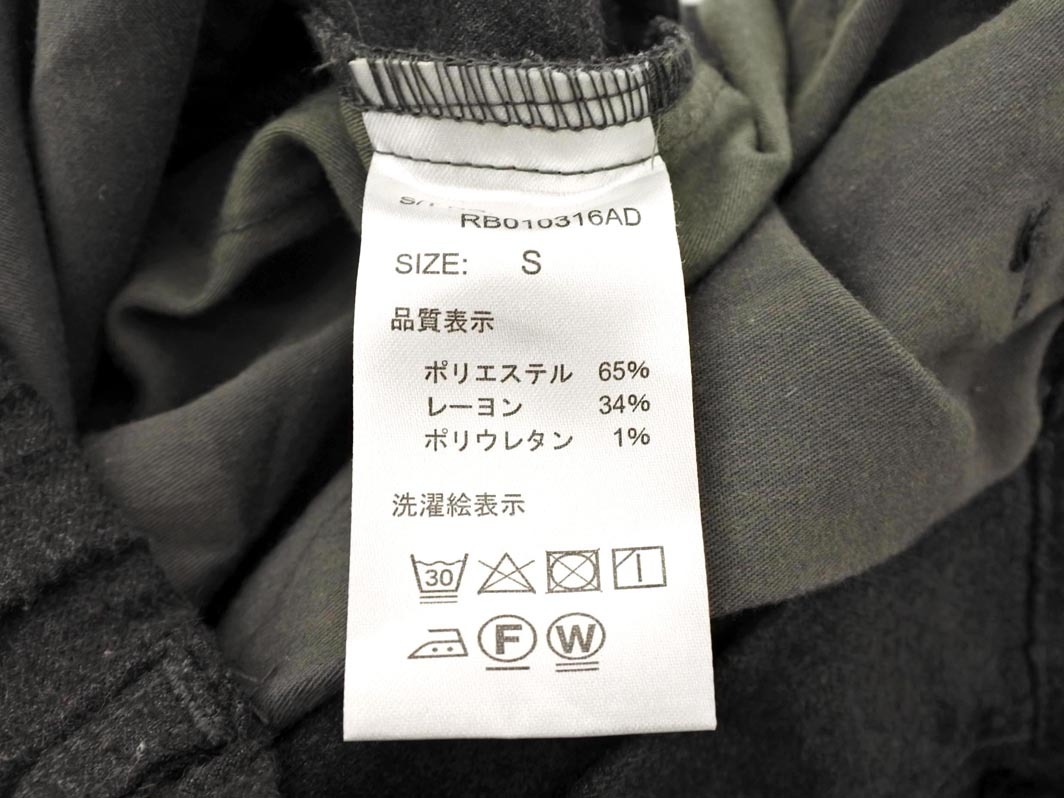 RB010316AD
SIZE: S
品質表示
ポリエステル 65%
レーヨン 34%
ポリウレタン 1%
洗濯絵表示
30
F W